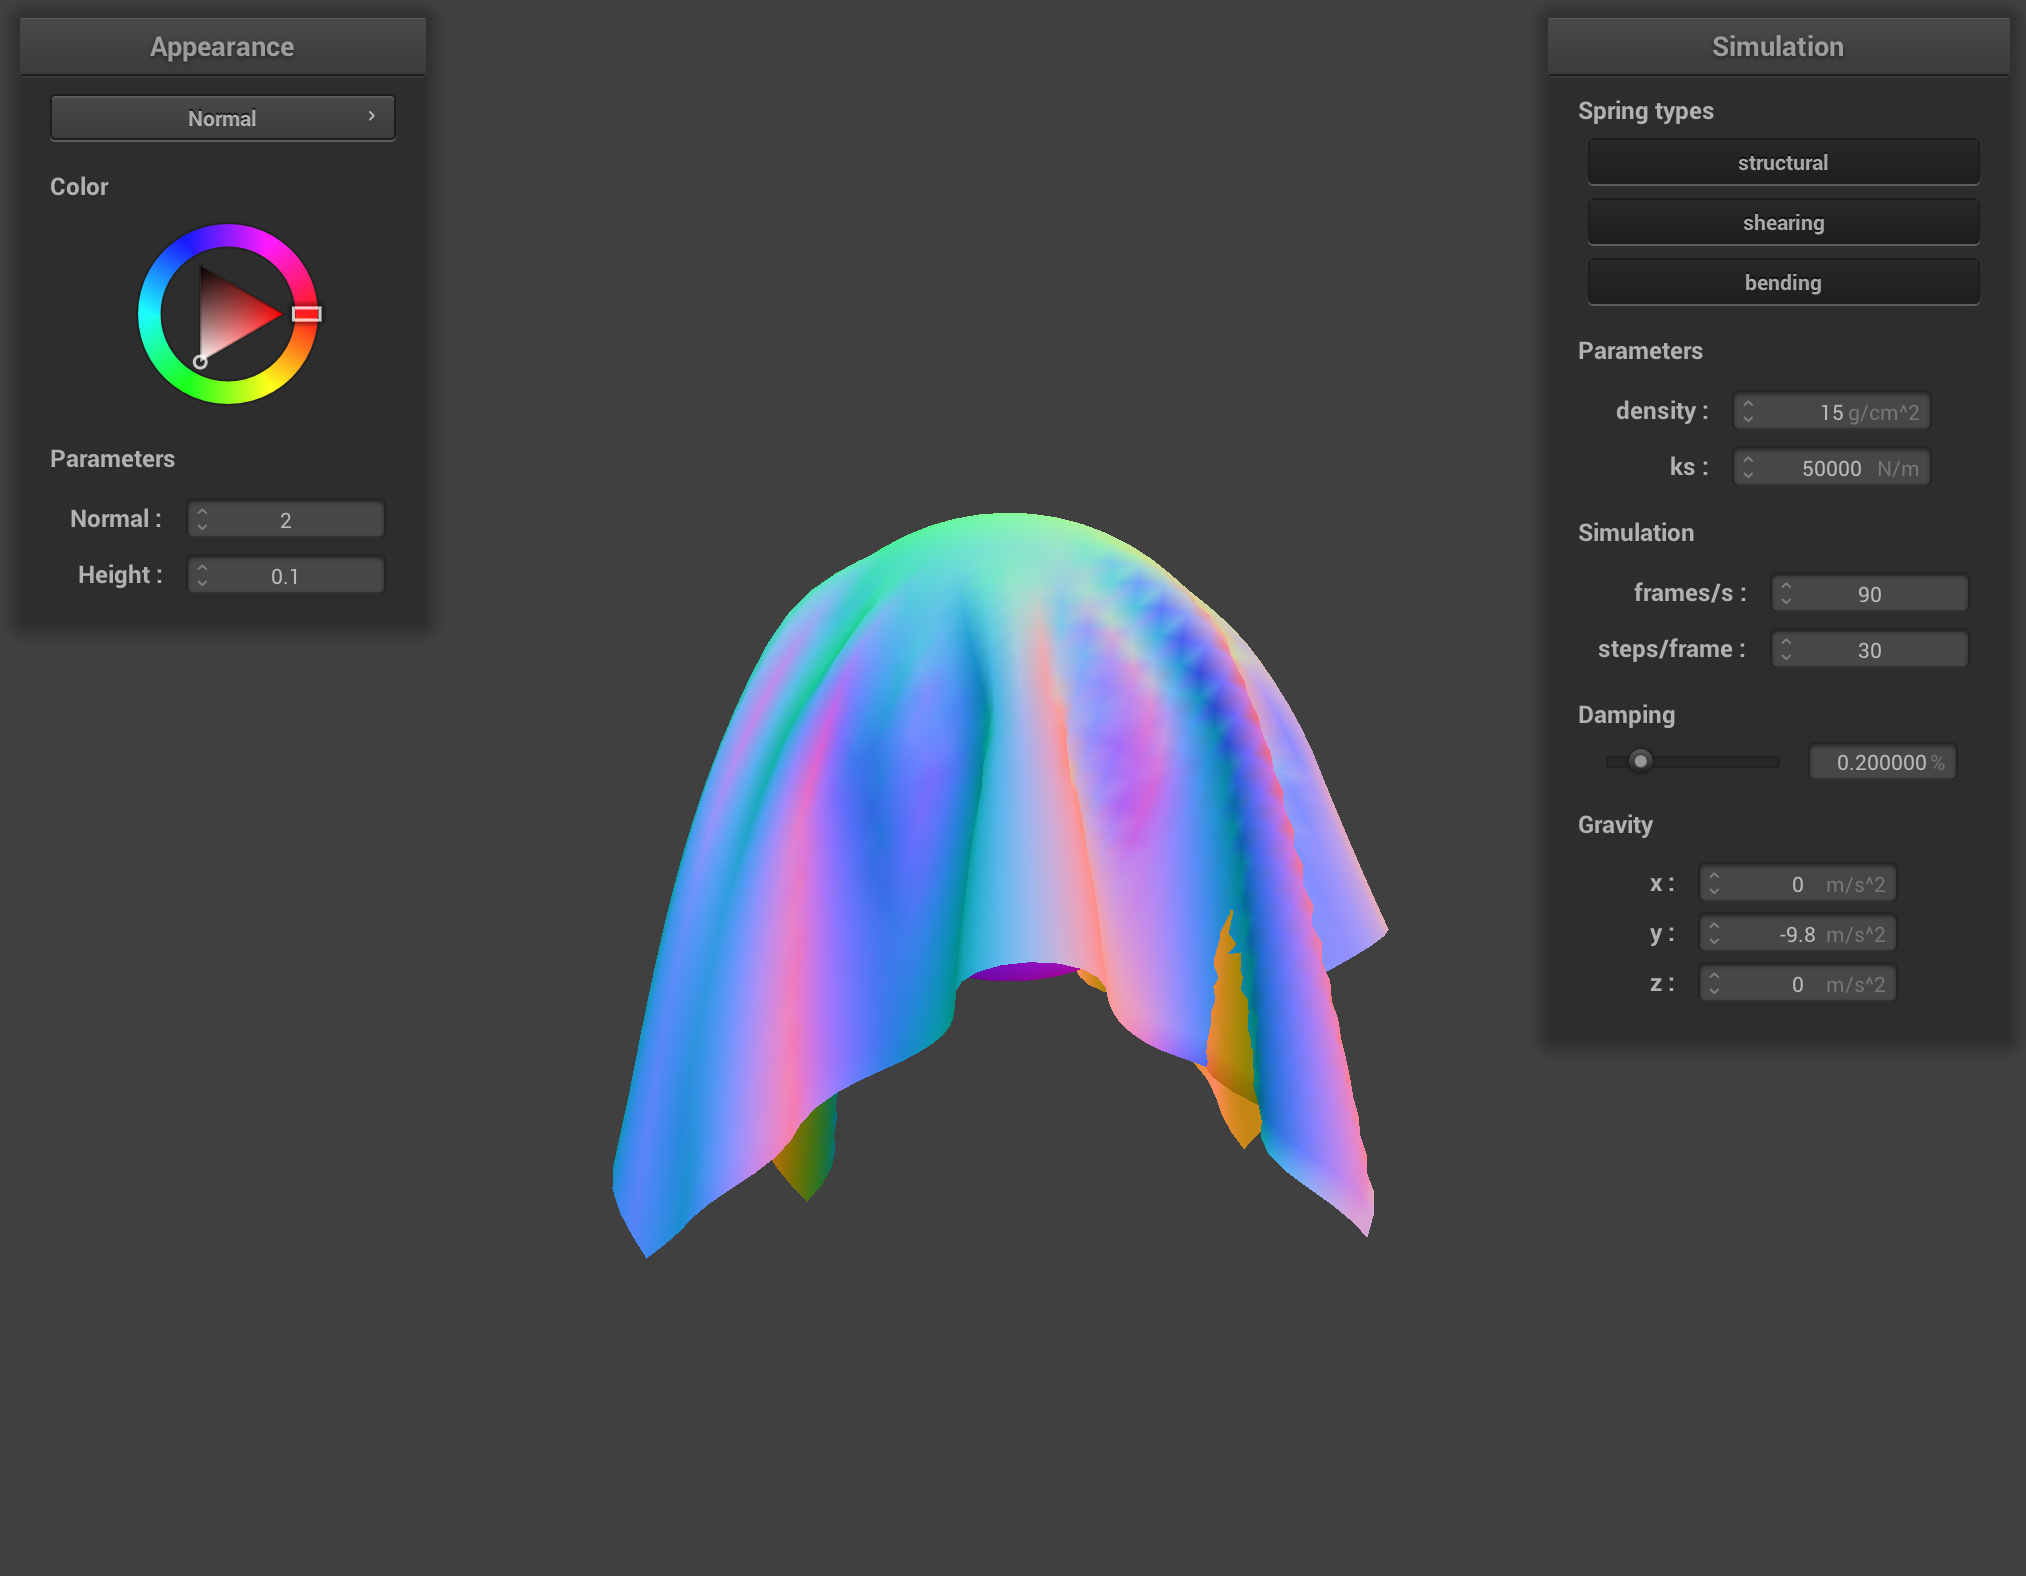 Appearance
Normal
Color
Parameters
Normal : 2
Height : 0.1
Simulation
Spring types
structural
shearing
bending
Parameters
density : 15 g/cm^2
ks : 50000 N/m
Simulation
frames/s : 90
steps/frame : 30
Damping
0.200000 %
Gravity
x : 0 m/s^2
y : -9.8 m/s^2
z : 0 m/s^2